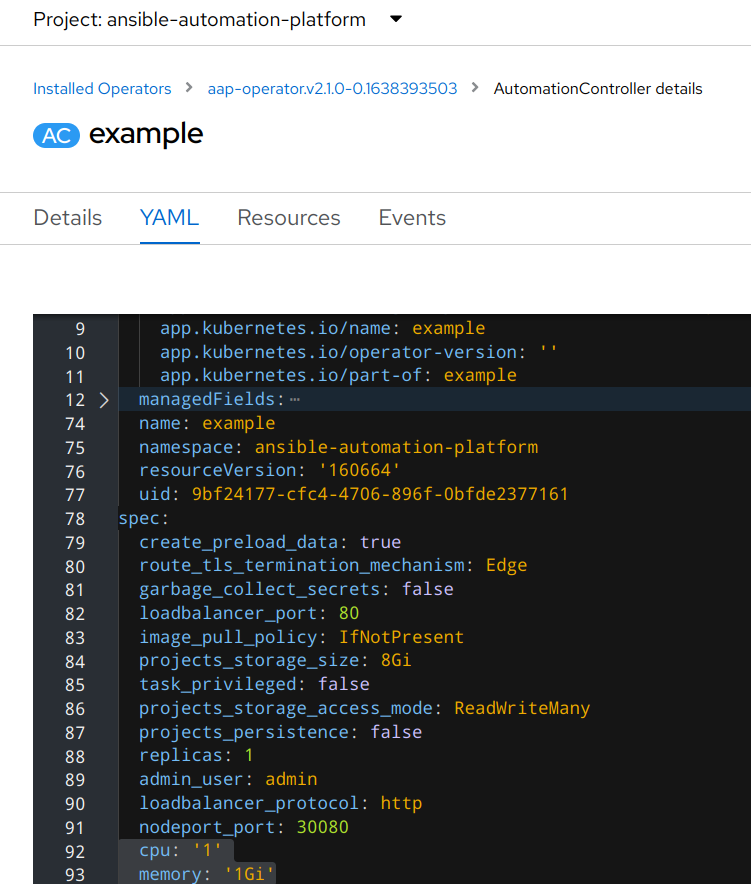 Project: ansible-automation-platform
Installed Operators > aap-operator.v2.1.0-0.1638393503 > AutomationController details
AC example
Details YAML Resources Events
9 app.kubernetes.io/name: example
10 app.kubernetes.io/operator-version: ''
11 app.kubernetes.io/part-of: example
12 > managedFields:⋯
74 name: example
75 namespace: ansible-automation-platform
76 resourceVersion: '160664'
77 uid: 9bf24177-cfc4-4706-896f-0bfde2377161
78 spec:
79 create_preload_data: true
80 route_tls_termination_mechanism: Edge
81 garbage_collect_secrets: false
82 loadbalancer_port: 80
83 image_pull_policy: IfNotPresent
84 projects_storage_size: 8Gi
85 task_privileged: false
86 projects_storage_access_mode: ReadWriteMany
87 projects_persistence: false
88 replicas: 1
89 admin_user: admin
90 loadbalancer_protocol: http
91 nodeport_port: 30080
92 cpu: '1'
93 memory: '1Gi'